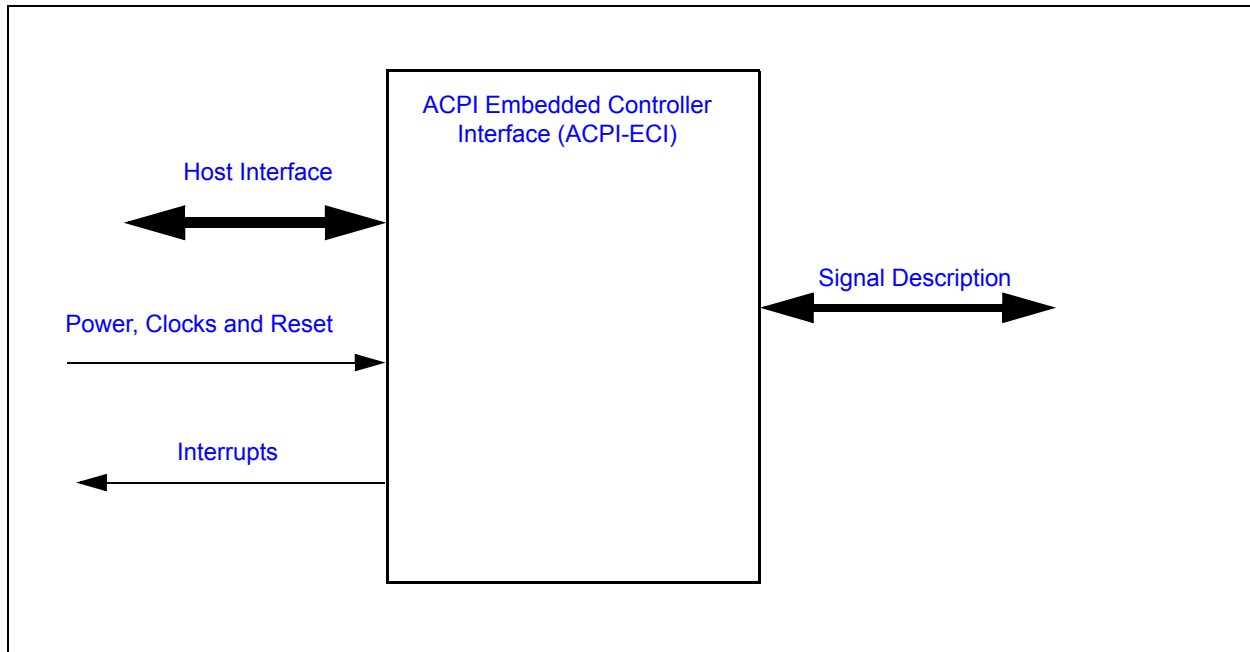 ACPI Embedded Controller
Interface (ACPI-ECI)
Host Interface
Signal Description
Power, Clocks and Reset
Interrupts